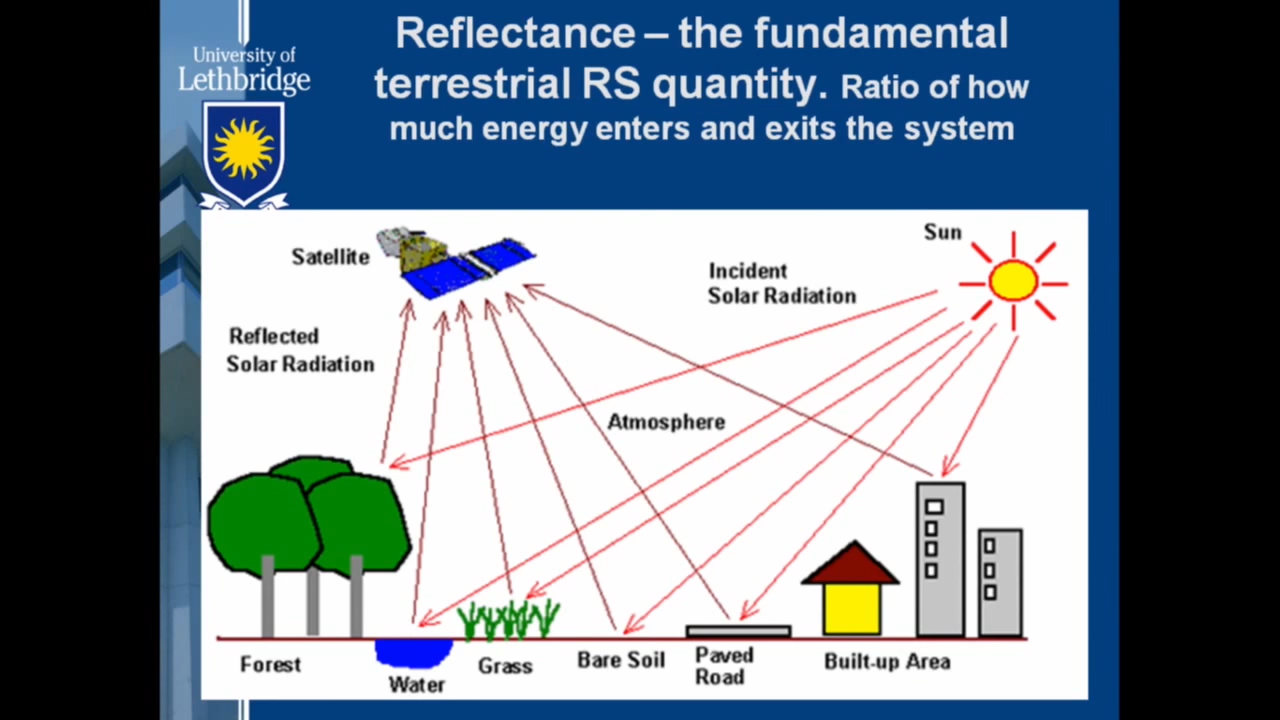 University of
Lethbridge
Reflectance – the fundamental
terrestrial RS quantity. Ratio of how
much energy enters and exits the system
Sun
Satellite
Incident
Solar Radiation
Reflected
Solar Radiation
Atmosphere
Forest
Water
Grass
Bare Soil
Paved
Road
Built-up Area